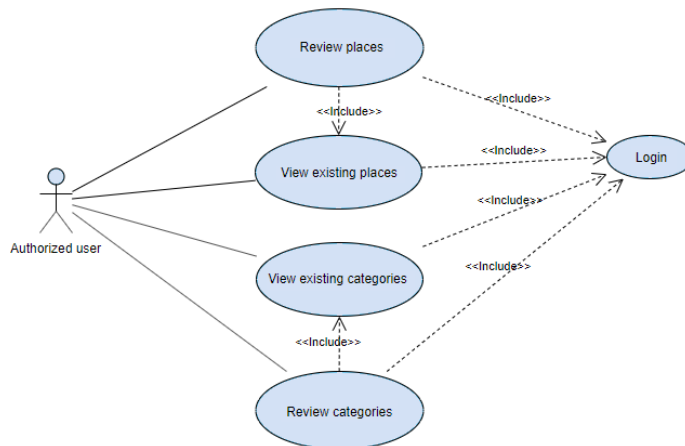 Review places
<<Include>>
<<Include>>
<<Include>>
Login
View existing places
<<Include>>
Authorized user
<<Include>>
View existing categories
<<Include>>
Review categories